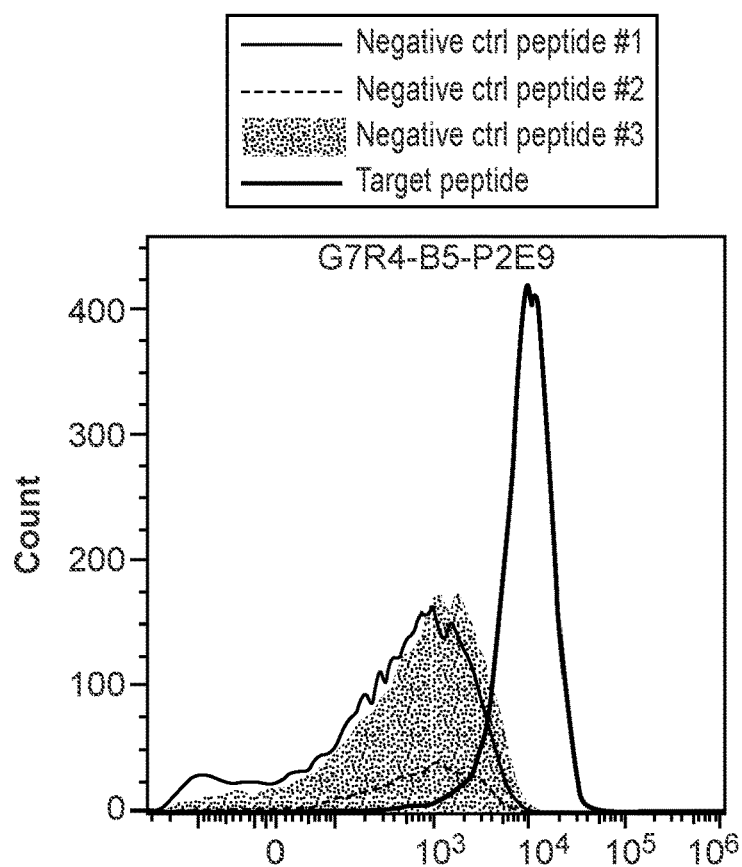 Negative ctrl peptide #1
Negative ctrl peptide #2
Negative ctrl peptide #3
Target peptide
G7R4-B5-P2E9
Count
400
300
200
100
0
0 10³ 10⁴ 10⁵ 10⁶